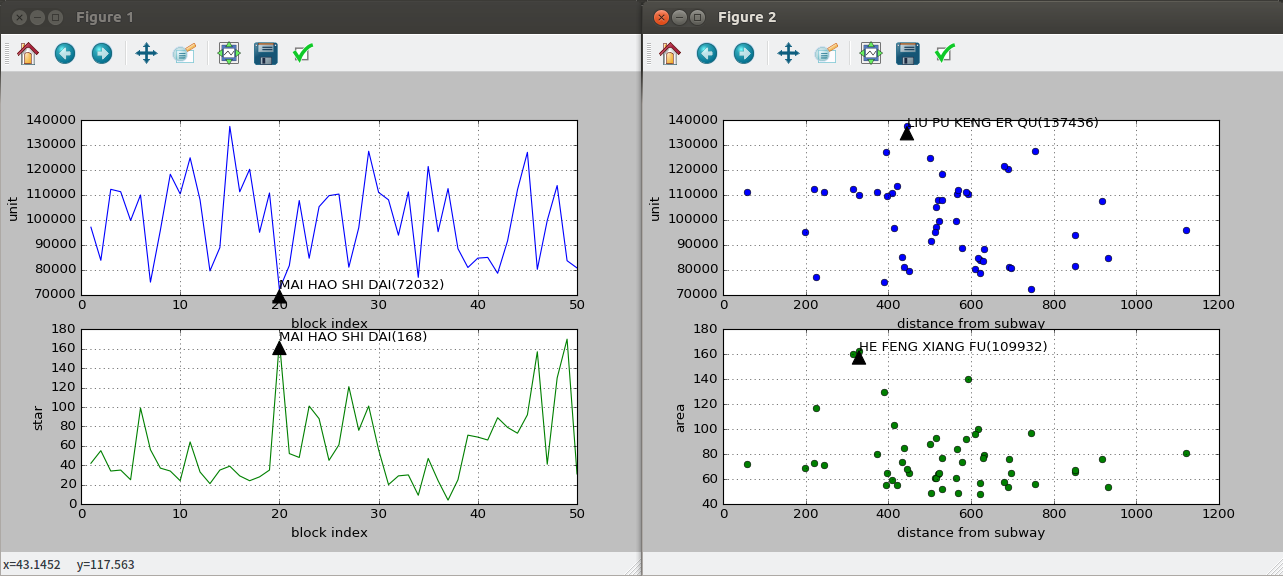 Figure 1
140000
130000
120000
110000
100000
90000
80000
70000
unit
MAI HAO SHI DAI(72032)
0 10 20 30 40 50
block index
180
160
140
120
100
80
60
40
20
0
star
MAI HAO SHI DAI(168)
0 10 20 30 40 50
block index
x=43.1452 y=117.563
Figure 2
140000
130000
120000
110000
100000
90000
80000
70000
unit
LIU PU KENG ER QU(137436)
0 200 400 600 800 1000 1200
distance from subway
180
160
140
120
100
80
60
40
area
HE FENG XIANG FU(109932)
0 200 400 600 800 1000 1200
distance from subway